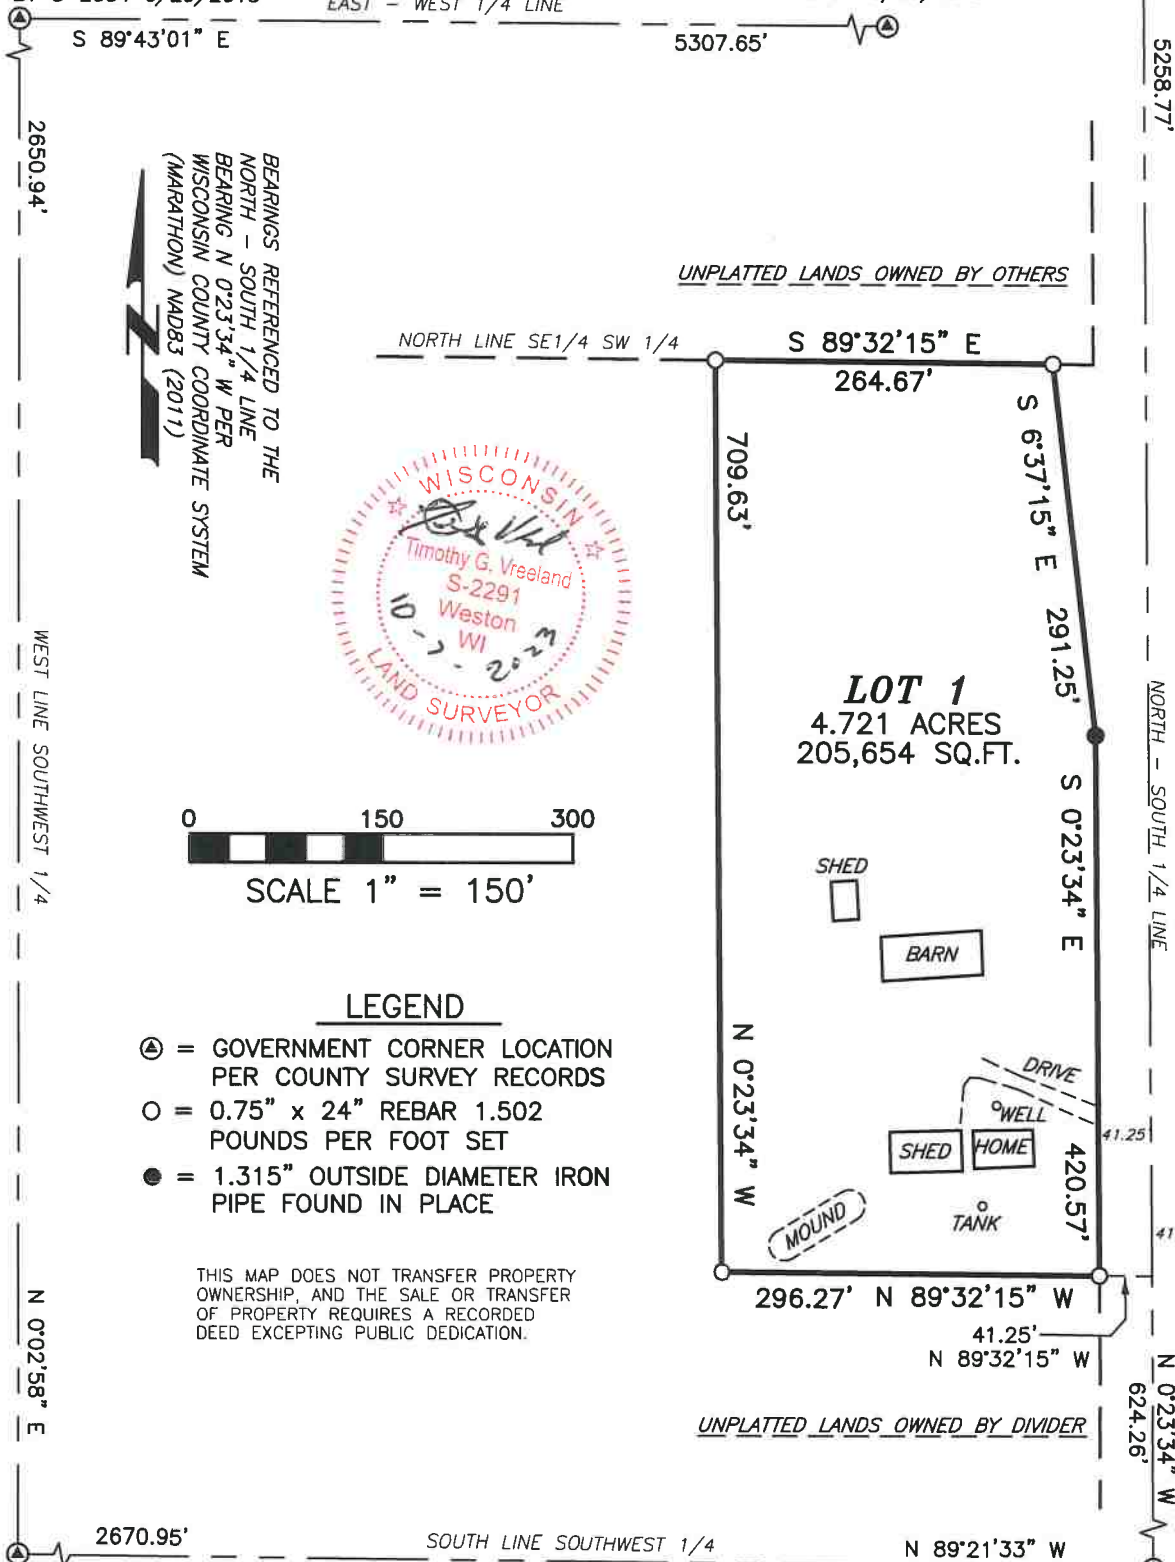 EAST - WEST 1/4 LINE
S 89°43'01" E
5307.65'
5258.77'
2650.94'
BEARINGS REFERENCED TO THE
NORTH - SOUTH 1/4 LINE
BEARING N 0°23'34" W PER
WISCONSIN COUNTY COORDINATE SYSTEM
(MARATHON) NAD83 (2011)
N
UNPLATTED LANDS OWNED BY OTHERS
NORTH LINE SE1/4 SW 1/4
S 89°32'15" E
264.67'
S 6°37'15" E 291.25'
709.63'
WISCONSIN
Timothy G. Vreeland
S-2291
Weston
WI
10-7-2023
LAND SURVEYOR
LOT 1
4.721 ACRES
205,654 SQ.FT.
WEST LINE SOUTHWEST 1/4
NORTH - SOUTH 1/4 LINE
S 0°23'34" E
0 150 300
SCALE 1" = 150'
SHED
BARN
LEGEND
= GOVERNMENT CORNER LOCATION
PER COUNTY SURVEY RECORDS
= 0.75" x 24" REBAR 1.502
POUNDS PER FOOT SET
= 1.315" OUTSIDE DIAMETER IRON
PIPE FOUND IN PLACE
N 0°23'34" W
DRIVE
WELL
SHED
HOME
41.25
420.57'
MOUND
TANK
41
THIS MAP DOES NOT TRANSFER PROPERTY
OWNERSHIP, AND THE SALE OR TRANSFER
OF PROPERTY REQUIRES A RECORDED
DEED EXCEPTING PUBLIC DEDICATION.
296.27' N 89°32'15" W
41.25'
N 89°32'15" W
N 0°02'58" E
N 0°23'34" W
624.26'
UNPLATTED LANDS OWNED BY DIVIDER
2670.95'
SOUTH LINE SOUTHWEST 1/4
N 89°21'33" W